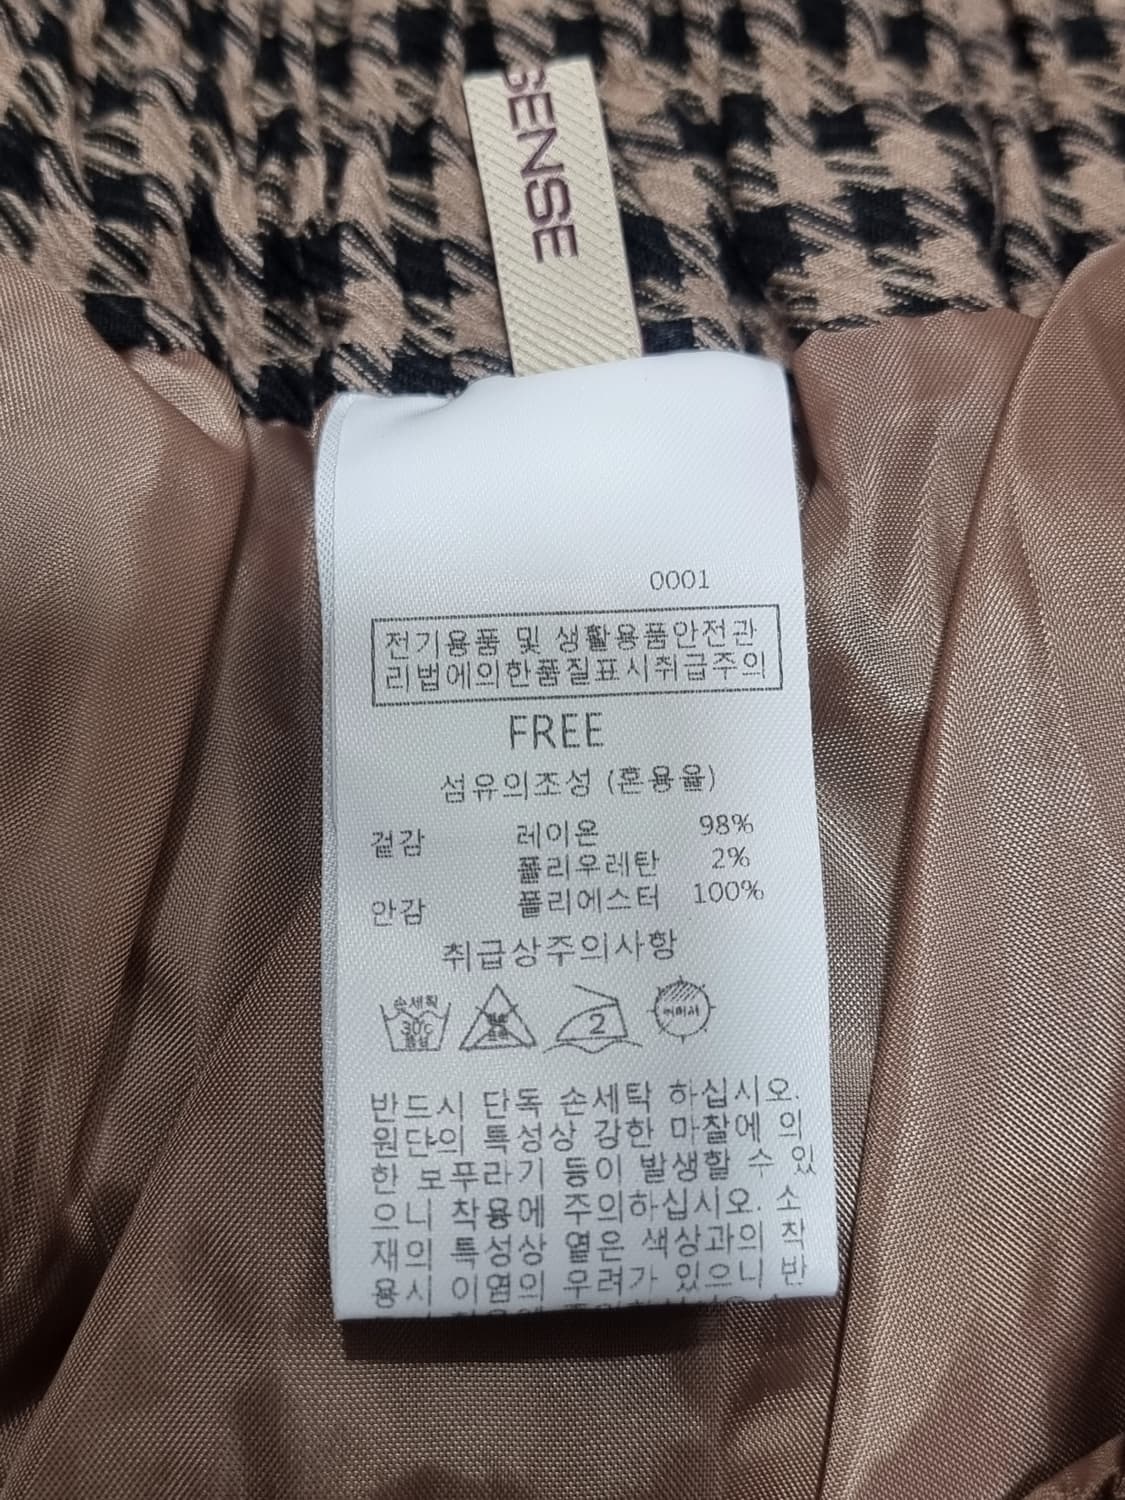 GENSE
0001
전기용품 및 생활용품안전관
리법에의한품질표시취급주의
FREE
섬유의조성 (혼용율)
겉감 레이온 98%
폴리우레탄 2%
안감 폴리에스터 100%
취급상주의사항
손세탁
30℃
중성
2
반드시 단독 손세탁 하십시오.
원단의 특성상 강한 마찰에 의
한 보푸라기 등이 발생할 수 있
으니 착용에 주의하십시오. 소
재의 특성상 옅은 색상과의 착
용시 이염의 우려가 있으니 반